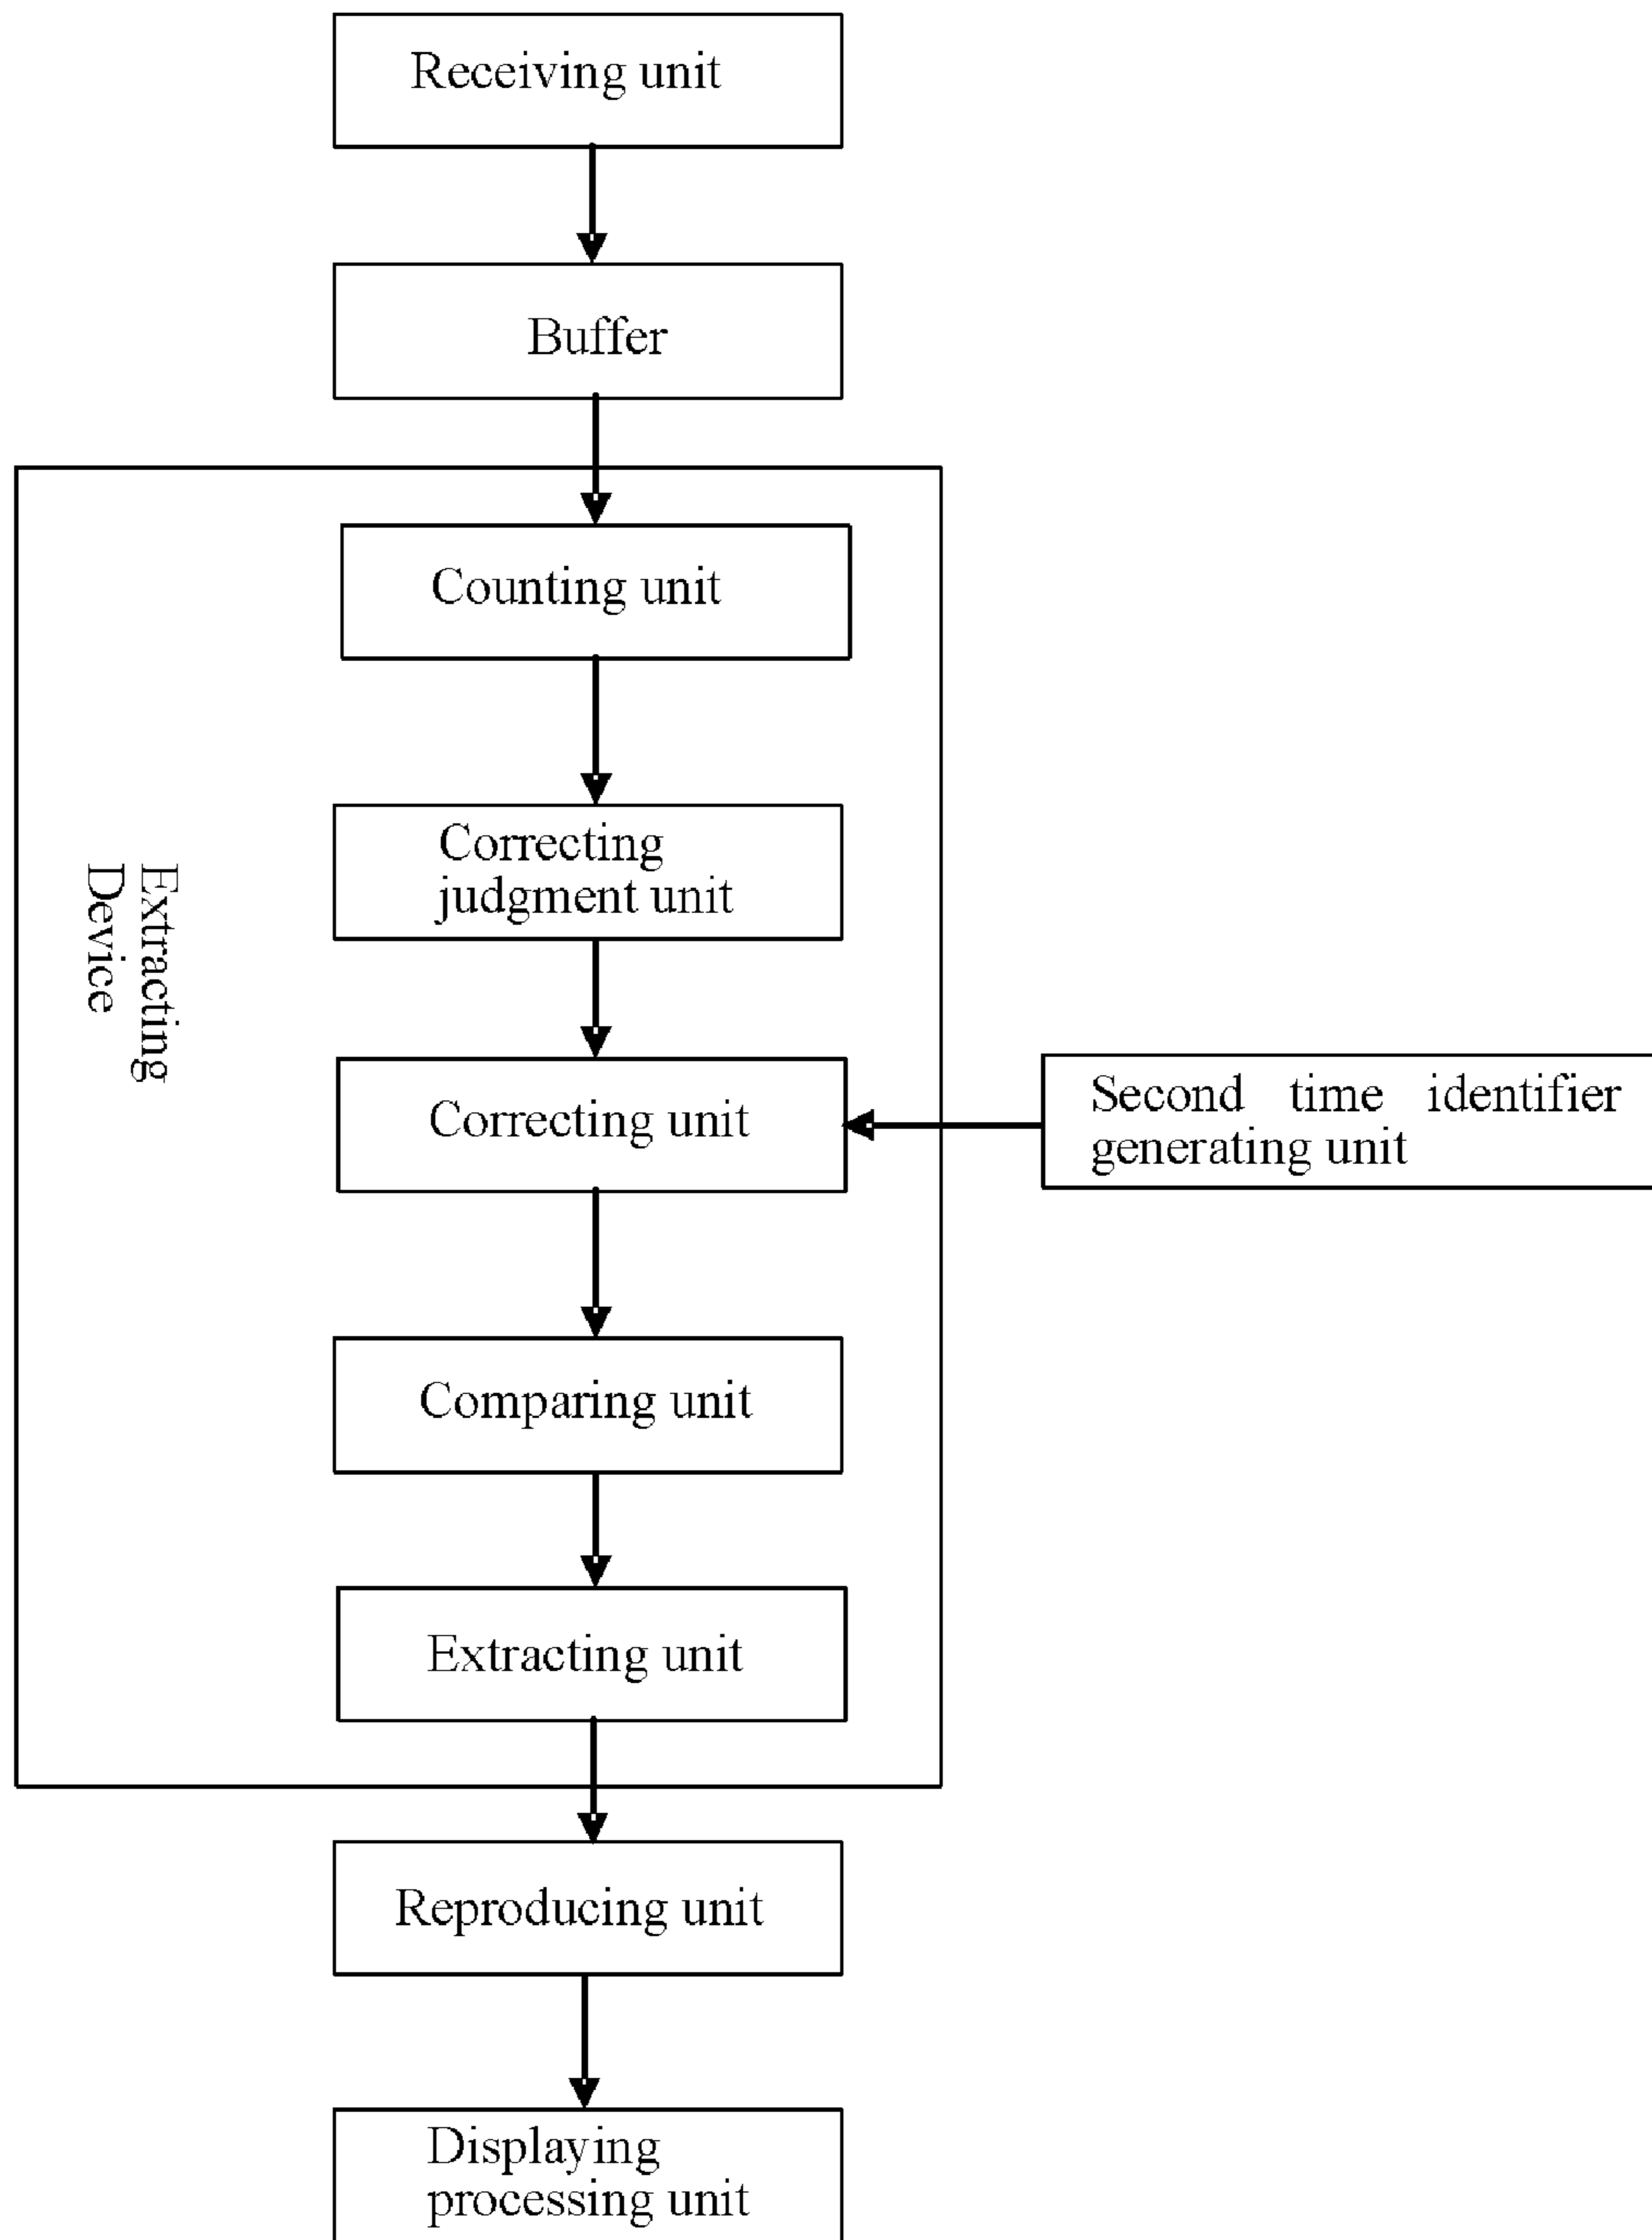 Receiving unit
Buffer
Counting unit
Correcting
judgment unit
Extracting
Device
Correcting unit
Second time identifier
generating unit
Comparing unit
Extracting unit
Reproducing unit
Displaying
processing unit